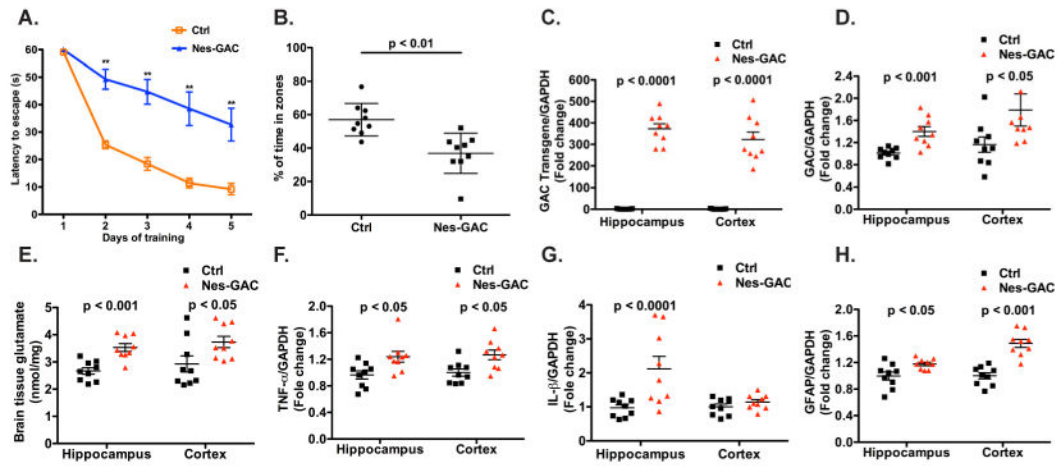 A.
Ctrl
Nes-GAC
Latency to escape (s)
60
50
40
30
20
10
0
**
**
**
**
1 2 3 4 5
Days of training
B.
p < 0.01
% of time in zones
100
80
60
40
20
0
Ctrl Nes-GAC
C.
Ctrl
Nes-GAC
p < 0.0001 p < 0.0001
GAC Transgene/GAPDH
(Fold change)
600
500
400
300
200
100
0
Hippocampus Cortex
D.
Ctrl
Nes-GAC
p < 0.001 p < 0.05
GAC/GAPDH
(Fold change)
2.4
2.0
1.6
1.2
0.8
0.4
0.0
Hippocampus Cortex
E.
Ctrl
Nes-GAC
p < 0.001 p < 0.05
Brain tissue glutamate
(nmol/mg)
5
4
3
2
1
0
Hippocampus Cortex
F.
Ctrl
Nes-GAC
p < 0.05 p < 0.05
TNF-α/GAPDH
(Fole change)
2.0
1.6
1.2
0.8
0.4
0.0
Hippocampus Cortex
G.
Ctrl
Nes-GAC
p < 0.0001
IL-β/GAPDH
(Fole change)
4
3
2
1
0
Hippocampus Cortex
H.
Ctrl
Nes-GAC
p < 0.05 p < 0.001
GFAP/GAPDH
(Fold change)
2.0
1.6
1.2
0.8
0.4
0.0
Hippocampus Cortex